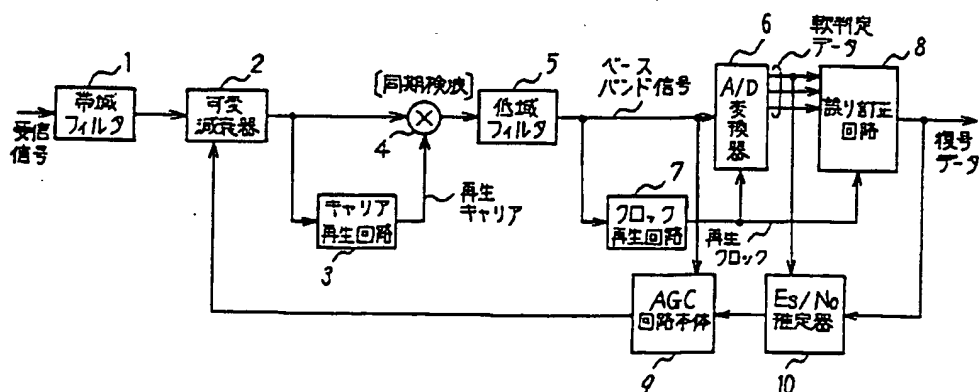 1
帯域
フィルタ
受信
信号
2
可変
減衰器
[同期検波]
4
キャリア
再生回路
3
再生
キャリア
5
低域
フィルタ
ベース
バンド信号
6
A/D
変
換
器
軟判定
データ
8
誤り訂正
回路
復号
データ
7
クロック
再生回路
再生
クロック
AGC
回路本体
9
Es/No
推定器
10